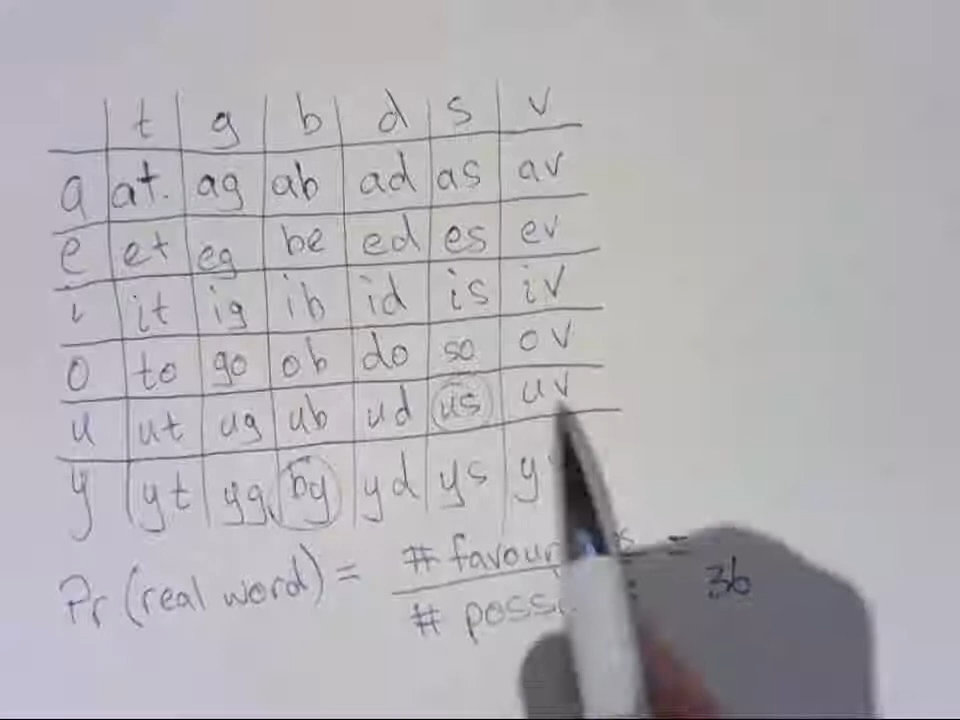 t g b d s v
a at. ag ab ad as av
e et eg be ed es ev
i it ig ib id is iv
o to go ob do so ov
u ut ug ub ud us uv
y yt yg by yd ys
Pr (real word) = # =
# 36